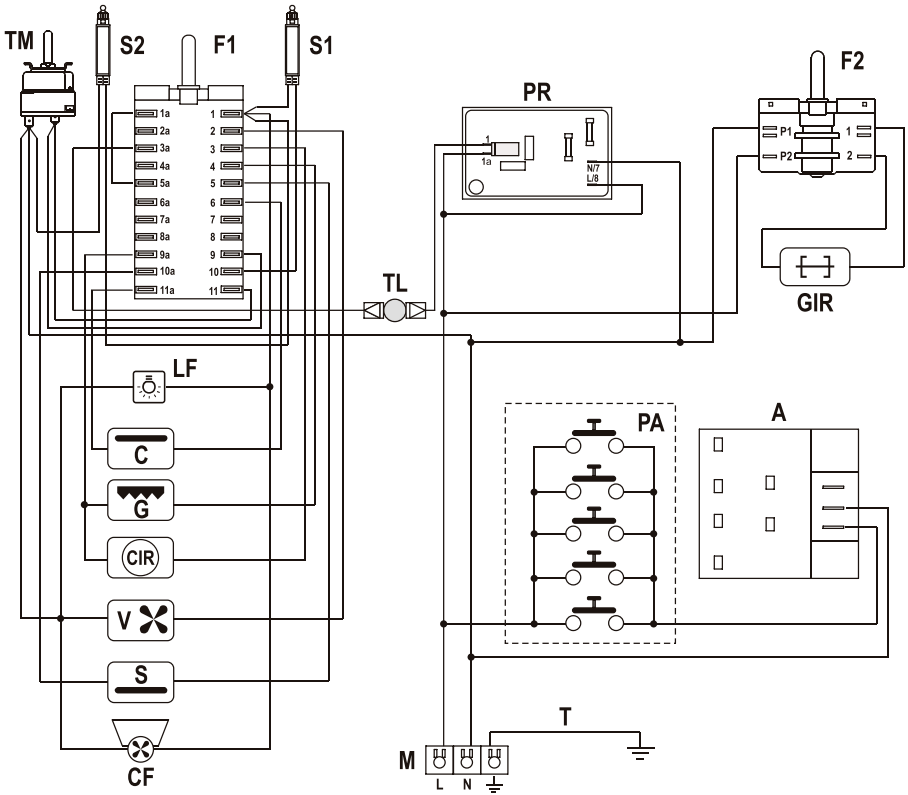 TM
S2
F1
S1
PR
F2
1a 1
2a 2
3a 3
4a 4
5a 5
6a 6
7a 7
8a 8
9a 9
10a 10
11a 11
1
1a
N/7
L/8
P1 1
P2 2
TL
GIR
LF
C
G
CIR
V
S
CF
PA
A
T
M
L N